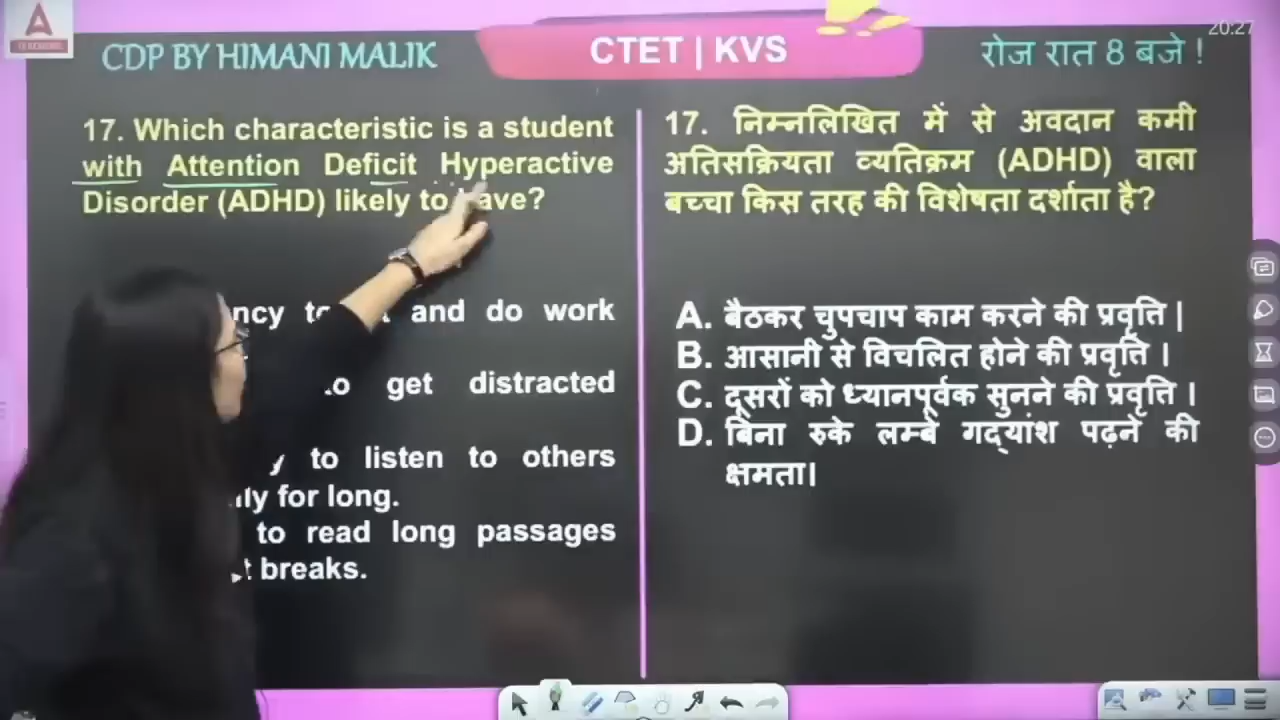 CDP BY HIMANI MALIK
CTET | KVS
रोज रात 8 बजे !
17. Which characteristic is a student
with Attention Deficit Hyperactive
Disorder (ADHD) likely to
and do work
get distracted
to listen to others
for long.
to read long passages
breaks.
17. निम्नलिखित में से अवदान कमी
अतिसक्रियता व्यतिक्रम (ADHD) वाला
बच्चा किस तरह की विशेषता दर्शाता है?
A. बैठकर चुपचाप काम करने की प्रवृति |
B. आसानी से विचलित होने की प्रवृति |
C. दूसरों को ध्यानपूर्वक सुनने की प्रवृति |
D. बिना रुके लम्बे गद्यांश पढ़ने की
क्षमता।